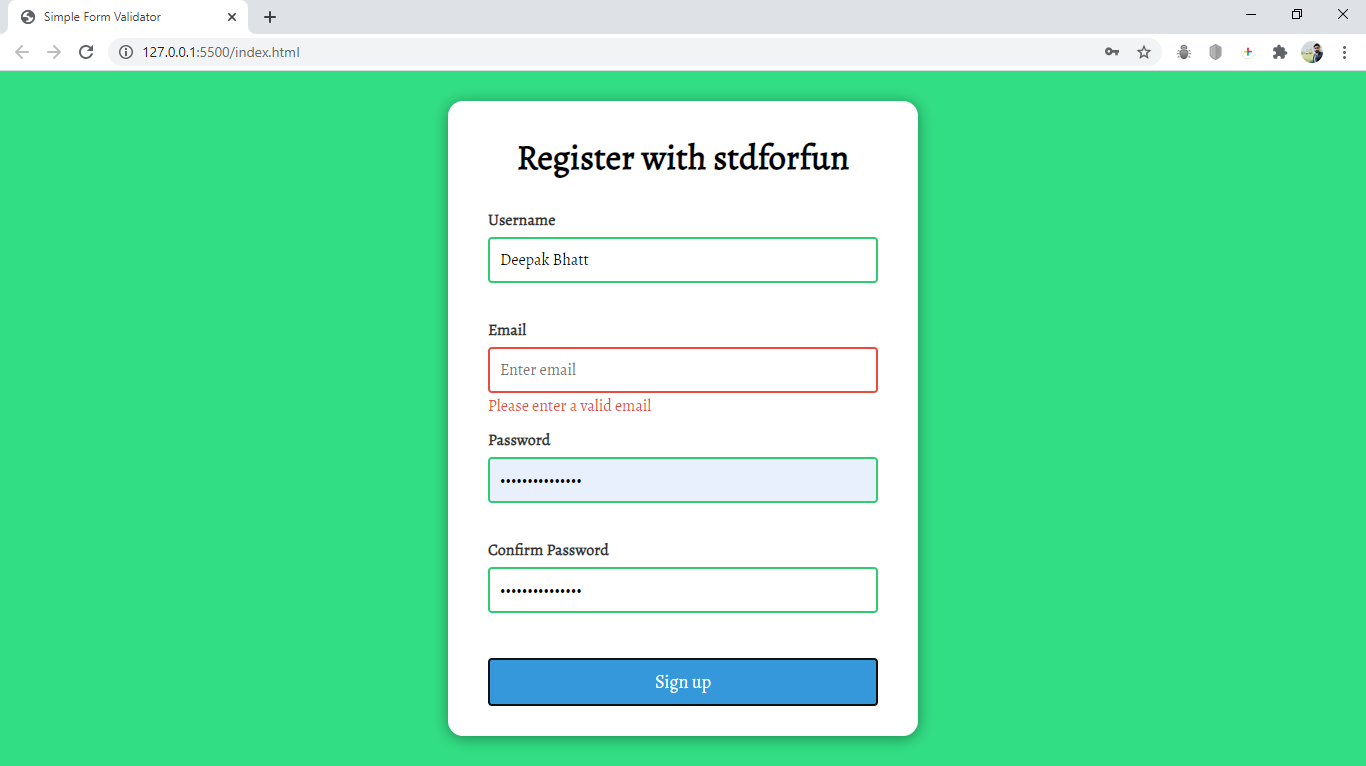 Simple Form Validator
127.0.0.1:5500/index.html
Register with stdforfun
Username
Deepak Bhatt
Email
Enter email
Please enter a valid email
Password
•••••••••••••••
Confirm Password
•••••••••••••••
Sign up